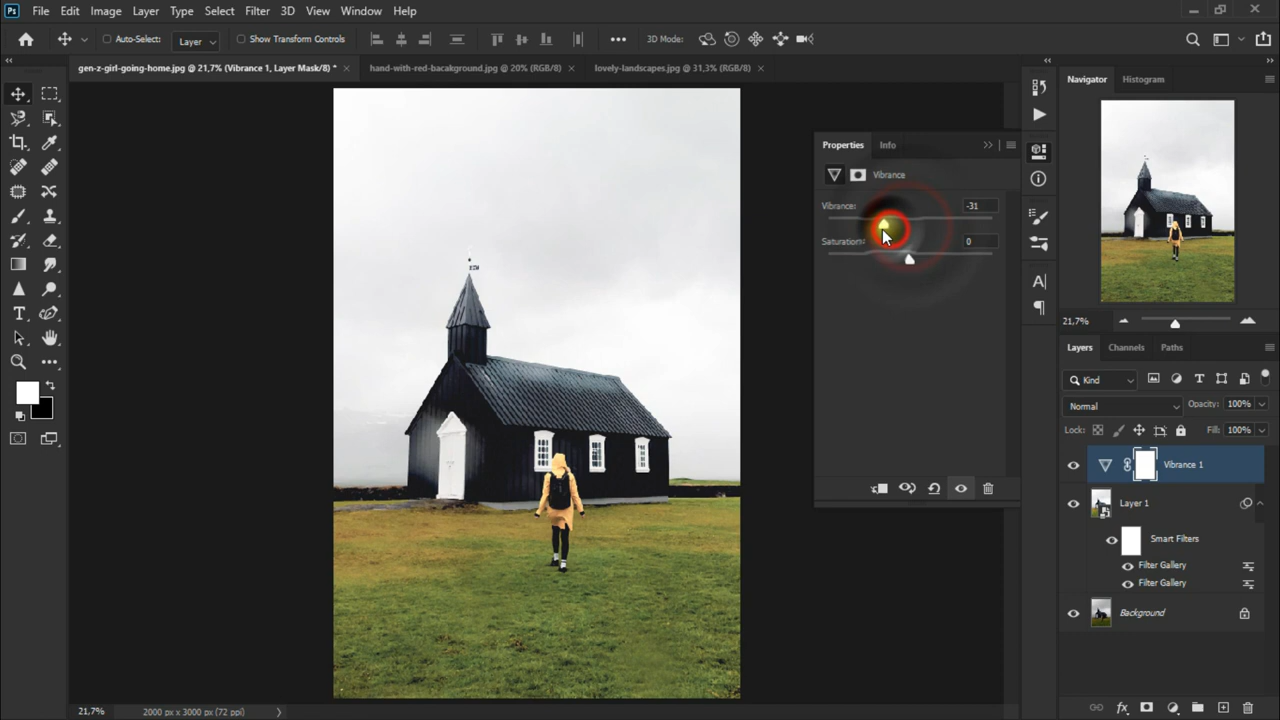 Ps File Edit Image Layer Type Select Filter 3D View Window Help
Auto-Select: Layer Show Transform Controls 3D Mode:
gen-z-girl-going-home.jpg @ 21,7% (Vibrance 1, Layer Mask/8) * hand-with-red-bacakground.jpg @ 20% (RGB/8) lovely-landscapes.jpg @ 31,3% (RGB/8)
Navigator Histogram
Properties Info
Vibrance
Vibrance: -31
Saturation: 0
21,7%
Layers Channels Paths
Kind
Normal Opacity: 100%
Lock: Fill: 100%
Vibrance 1
Layer 1
Smart Filters
Filter Gallery
Filter Gallery
Background
21,7% 2000 px x 3000 px (72 ppi)